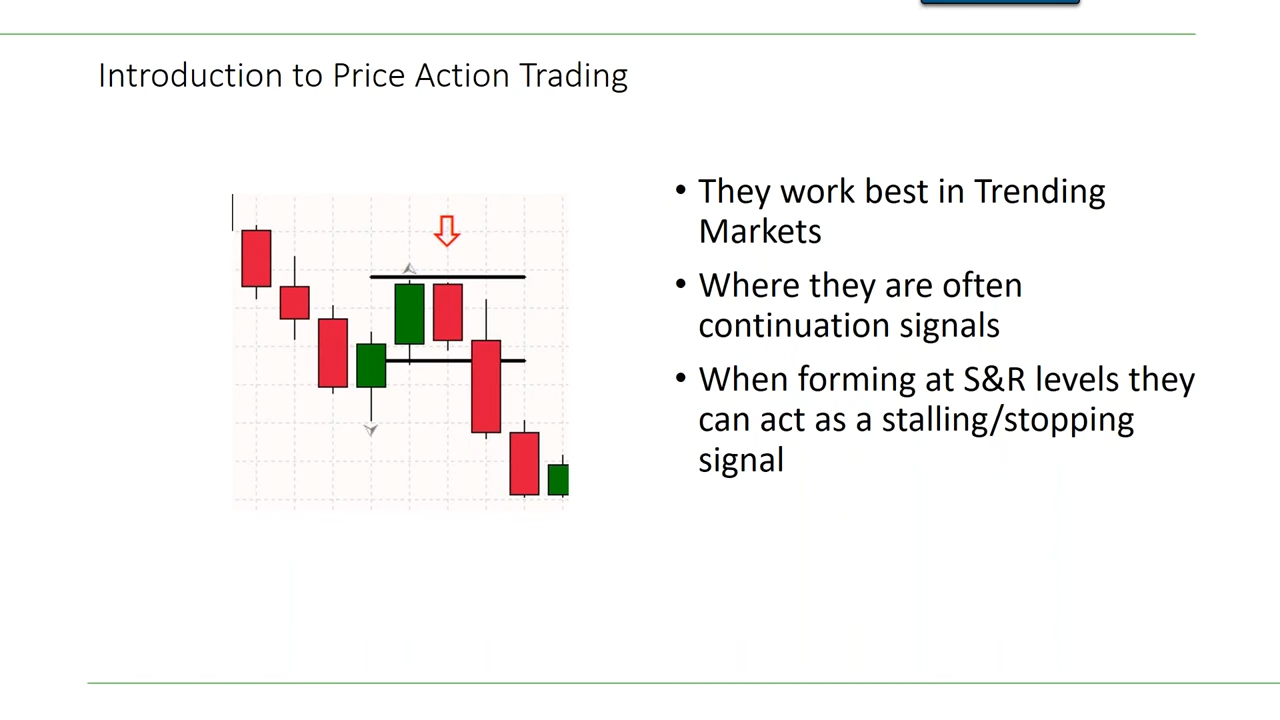 Introduction to Price Action Trading
• They work best in Trending
Markets
• Where they are often
continuation signals
• When forming at S&R levels they
can act as a stalling/stopping
signal